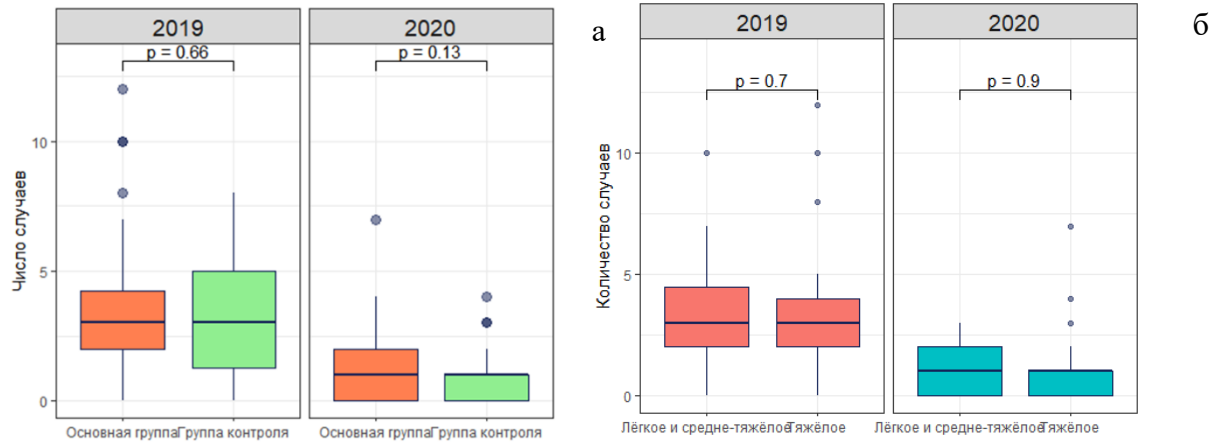 2019
2020
p = 0.66
p = 0.13
Число случаев
10
5
0
Основная группа
Группа контроля
Основная группа
Группа контроля
а
2019
2020
p = 0.7
p = 0.9
Количество случаев
10
5
0
Лёгкое и средне-тяжёлое
Тяжёлое
Лёгкое и средне-тяжёлое
Тяжёлое
б